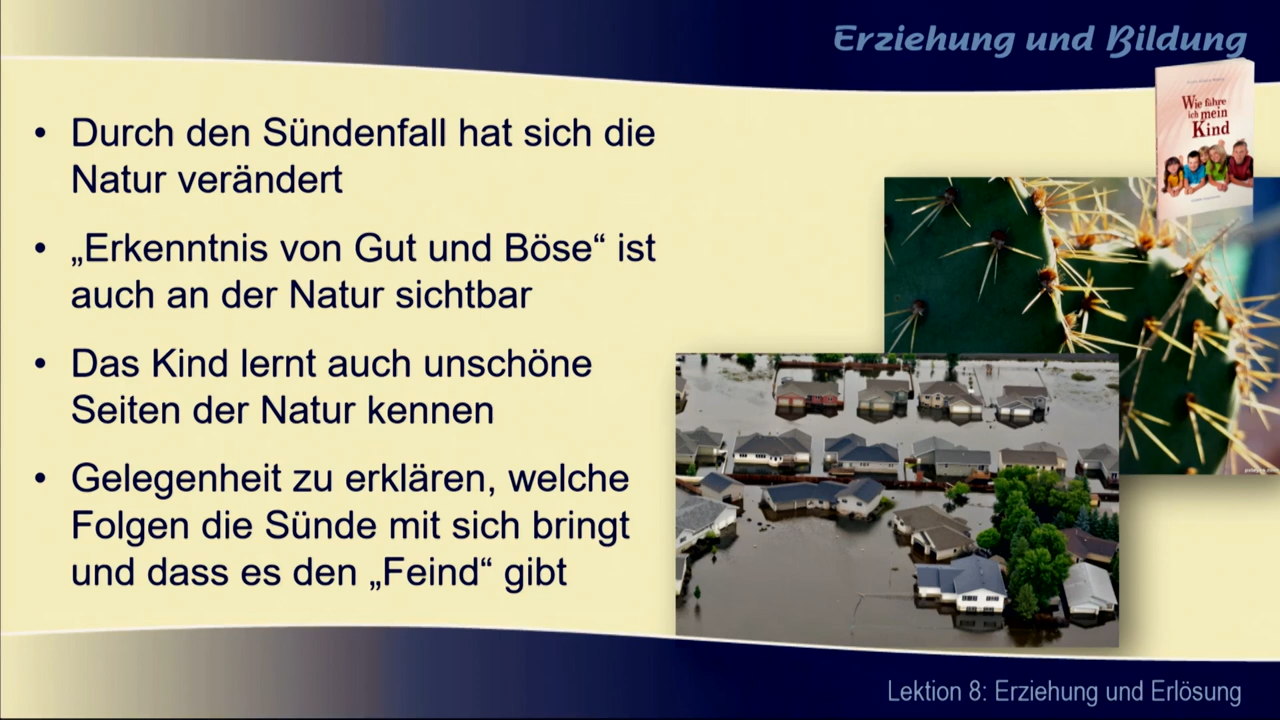 Erziehung und Bildung
Wie führe
ich mein
Kind
• Durch den Sündenfall hat sich die
Natur verändert
• „Erkenntnis von Gut und Böse“ ist
auch an der Natur sichtbar
• Das Kind lernt auch unschöne
Seiten der Natur kennen
• Gelegenheit zu erklären, welche
Folgen die Sünde mit sich bringt
und dass es den „Feind“ gibt
Lektion 8: Erziehung und Erlösung